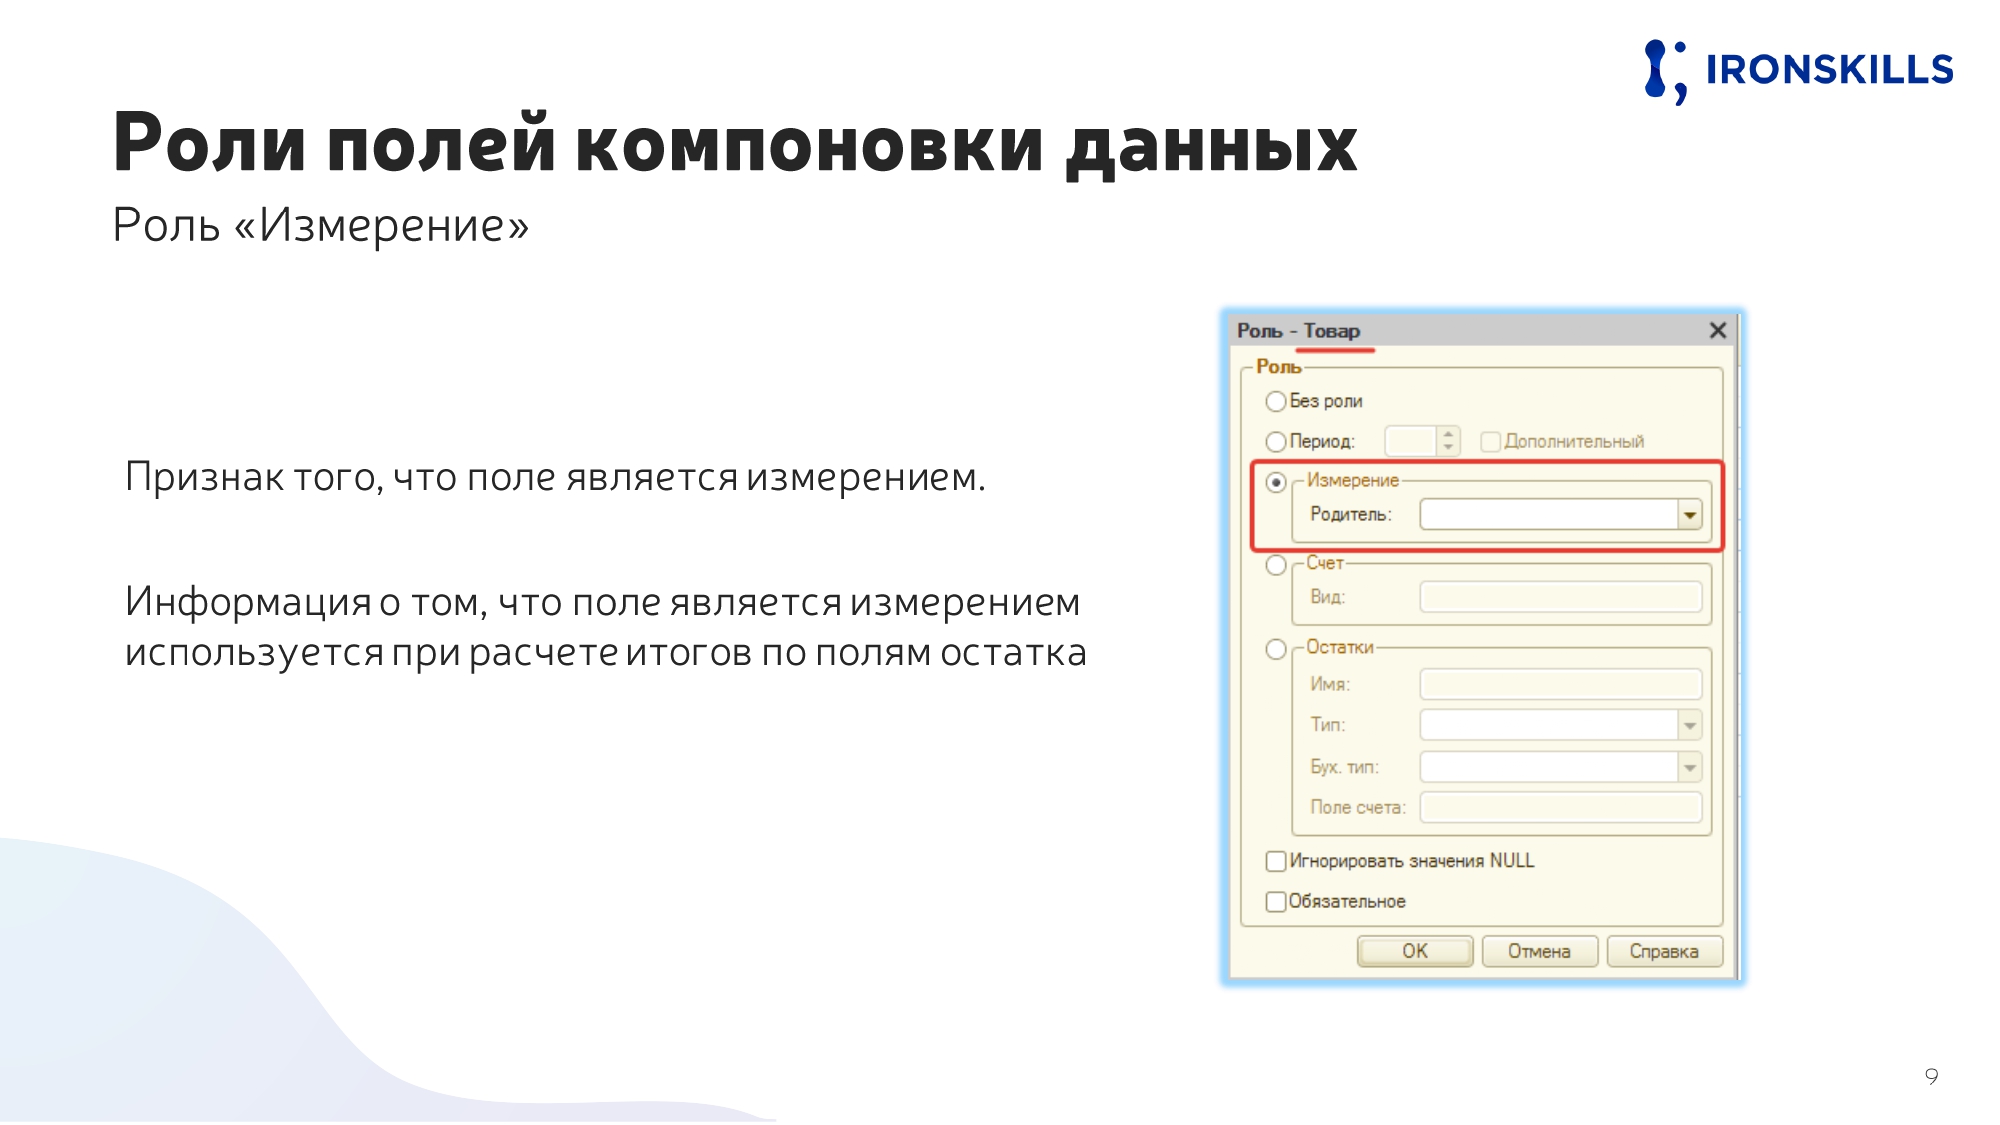 IRONSKILLS
Роли полей компоновки данных
Роль «Измерение»
Признак того, что поле является измерением.
Информация о том, что поле является измерением
используется при расчете итогов по полям остатка
Роль - Товар
Роль
Без роли
Период: Дополнительный
Измерение
Родитель:
Счет
Вид:
Остатки
Имя:
Тип:
Бух. тип:
Поле счета:
Игнорировать значения NULL
Обязательное
OK Отмена Справка
9